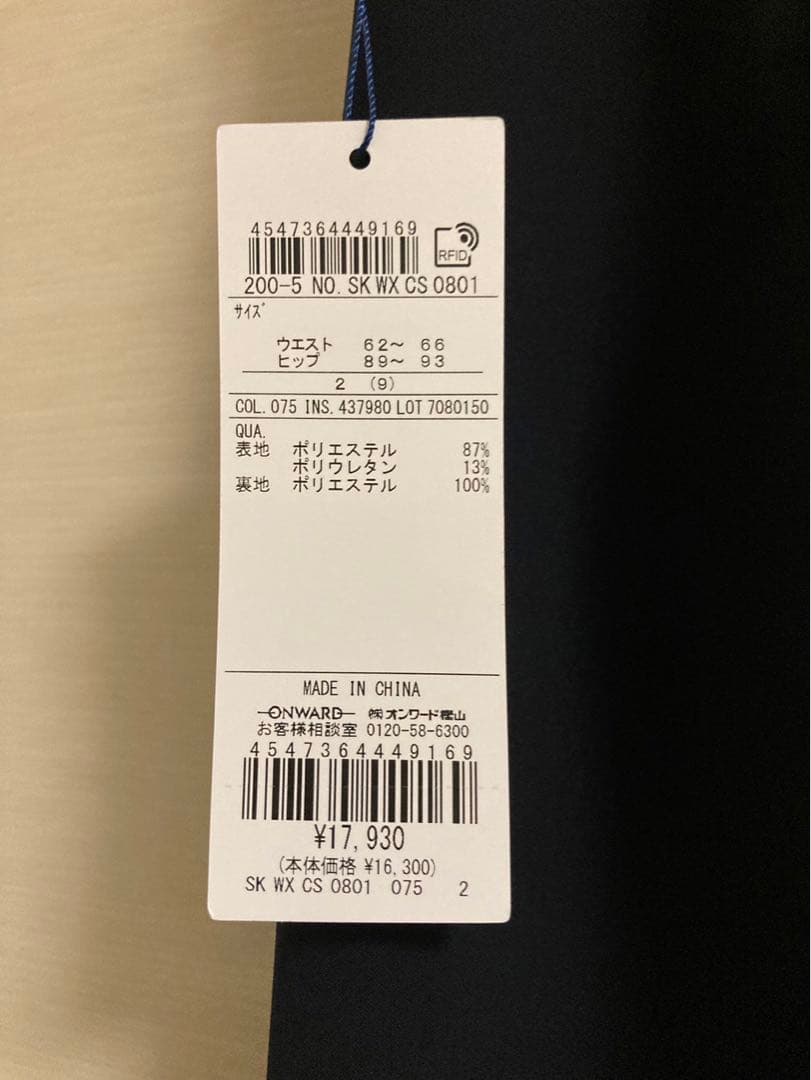 4547364449169
RFID
200-5 NO. SK WX CS 0801
サイズ
ウエスト 62～ 66
ヒップ 89～ 93
2 (9)
COL. 075 INS. 437980 LOT 7080150
QUA.
表地 ポリエステル 87%
ポリウレタン 13%
裏地 ポリエステル 100%
MADE IN CHINA
ONWARD ㈱オンワード樫山
お客様相談室 0120-58-6300
4547364449169
¥17,930
(本体価格 ¥16,300)
SK WX CS 0801 075 2